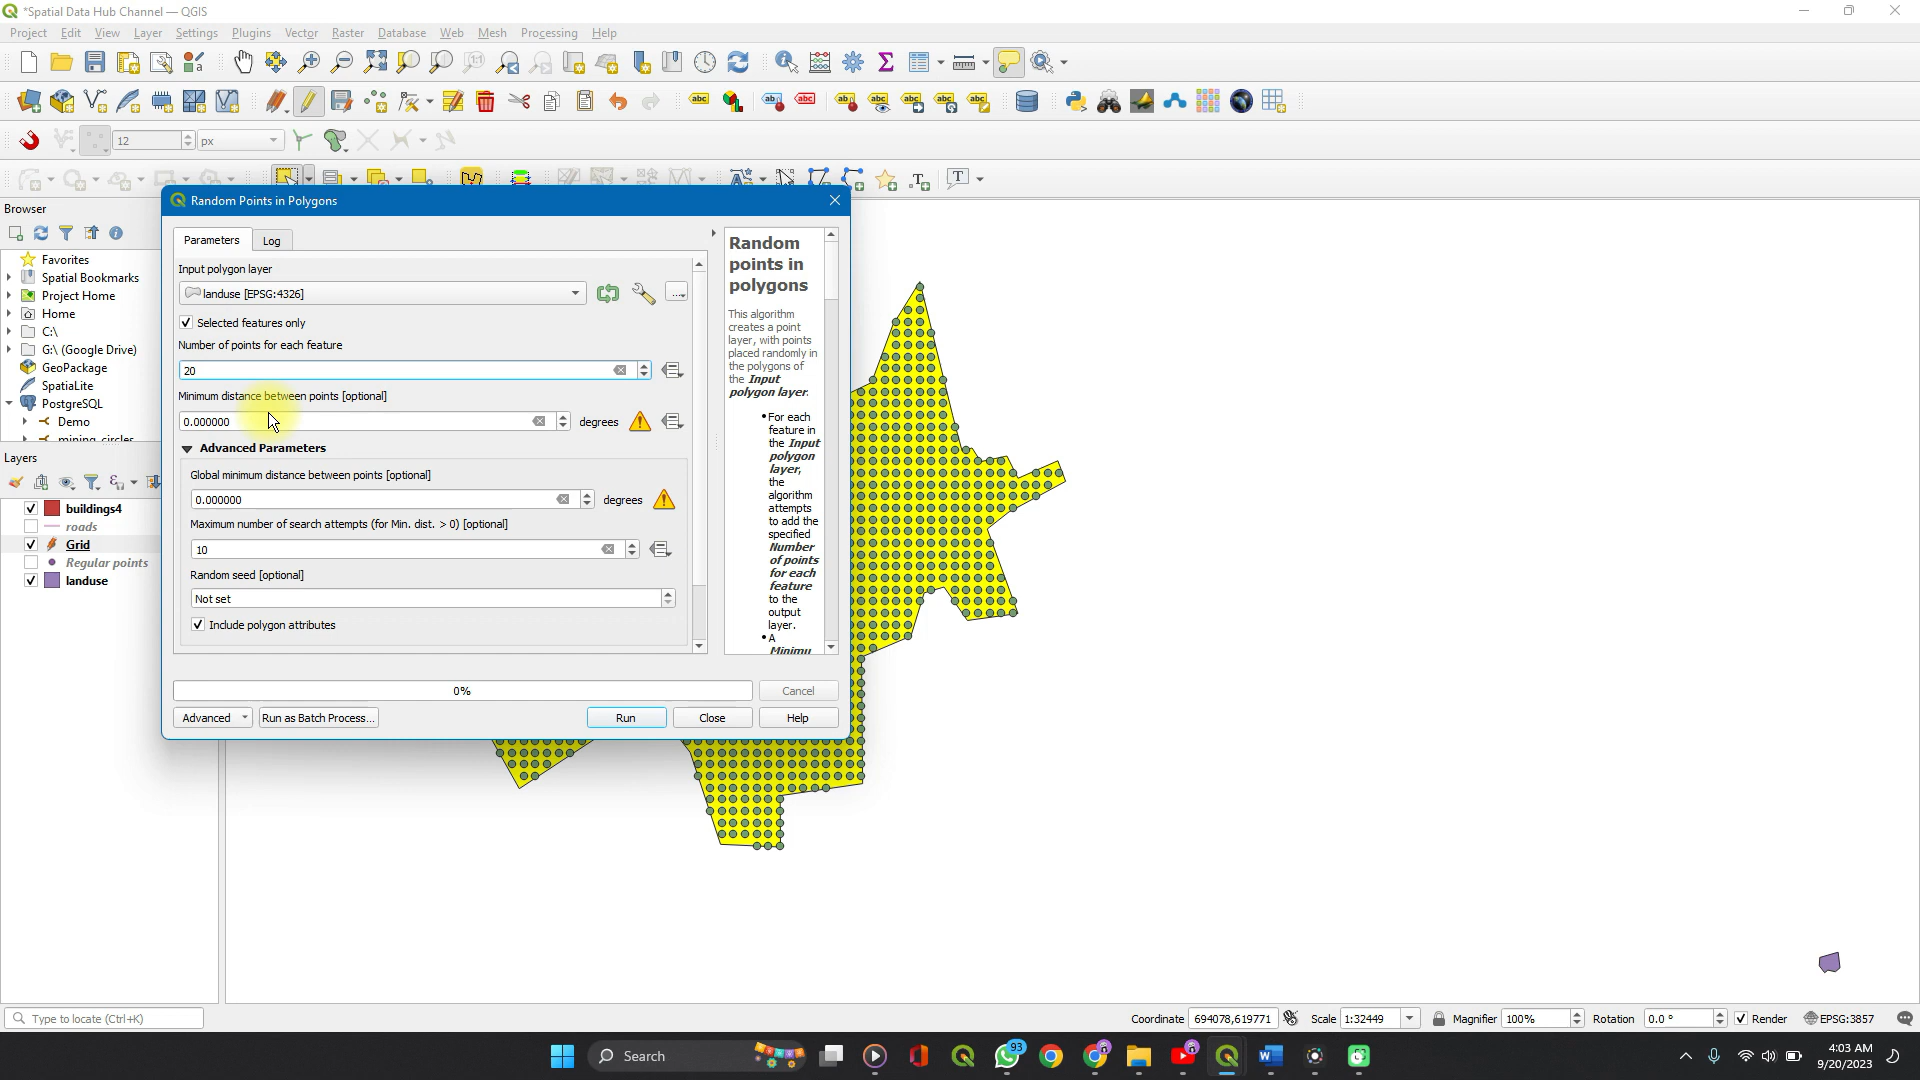 *Spatial Data Hub Channel — QGIS
Project Edit View Layer Settings Plugins Vector Raster Database Web Mesh Processing Help
12 px
Browser
Favorites
Spatial Bookmarks
Project Home
Home
C:\
G:\ (Google Drive)
GeoPackage
SpatiaLite
PostgreSQL
Demo
mining_circles
Layers
buildings4
roads
Grid
Regular points
landuse
Random Points in Polygons
Parameters Log
Input polygon layer
landuse [EPSG:4326]
Selected features only
Number of points for each feature
20
Minimum distance between points [optional]
0.000000 degrees
Advanced Parameters
Global minimum distance between points [optional]
0.000000 degrees
Maximum number of search attempts (for Min. dist. > 0) [optional]
10
Random seed [optional]
Not set
Include polygon attributes
Random
points in
polygons
This algorithm
creates a point
layer, with points
placed randomly in
the polygons of
the Input
polygon layer.
•For each
feature in
the Input
polygon
layer,
the
algorithm
attempts
to add the
specified
Number
of points
for each
feature
to the
output
layer.
•A
Minimu
0% Cancel
Advanced Run as Batch Process... Run Close Help
Type to locate (Ctrl+K) Coordinate 694078,619771 Scale 1:32449 Magnifier 100% Rotation 0.0 ° Render EPSG:3857
Search 93 4:03 AM
9/20/2023